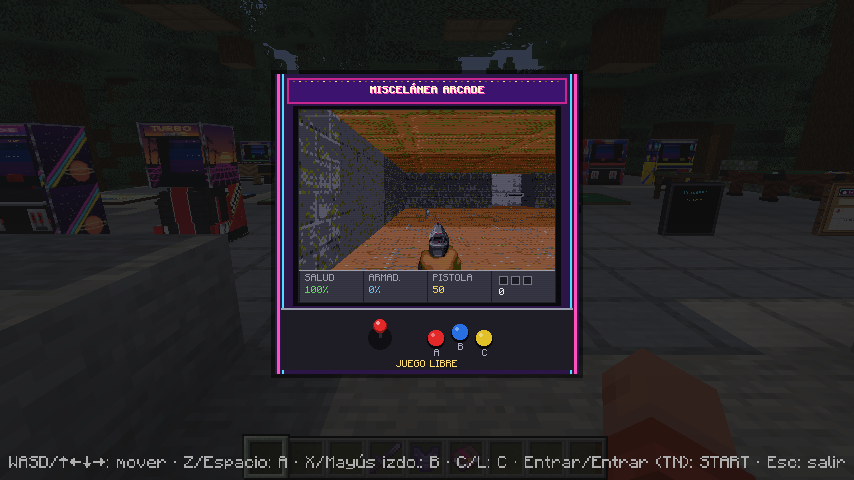 MISCELÁNEA ARCADE
TURBO
SALUD
100%
ARMAD.
0%
PISTOLA
50
0
A
B
C
JUEGO LIBRE
WASD/↑←↓→: mover · Z/Espacio: A · X/Mayús izdo.: B · C/L: C · Entrar/Entrar (TN): START · Esc: salir